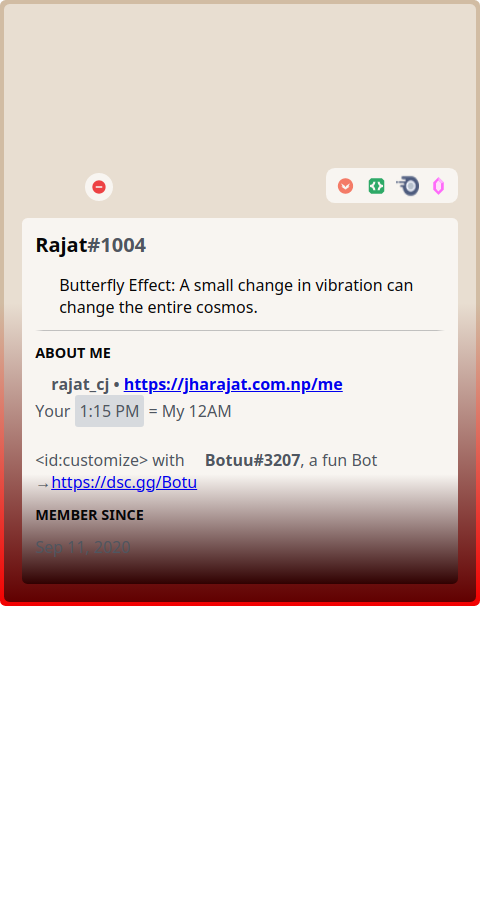 Rajat#1004
Butterfly Effect: A small change in vibration can
change the entire cosmos.
ABOUT ME
rajat_cj • https://jharajat.com.np/me
Your 1:15 PM = My 12AM
<id:customize> with Botuu#3207, a fun Bot
→https://dsc.gg/Botu
MEMBER SINCE
Sep 11, 2020